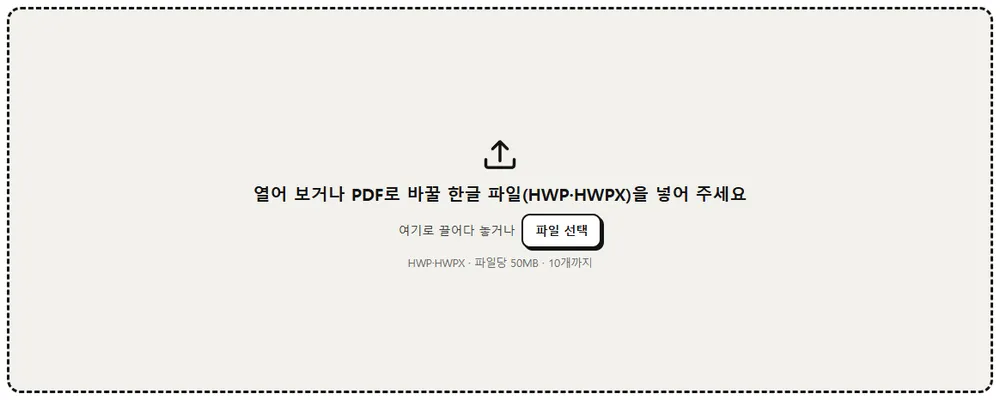 열어 보거나 PDF로 바꿀 한글 파일(HWP·HWPX)을 넣어 주세요
여기로 끌어다 놓거나 파일 선택
HWP·HWPX · 파일당 50MB · 10개까지